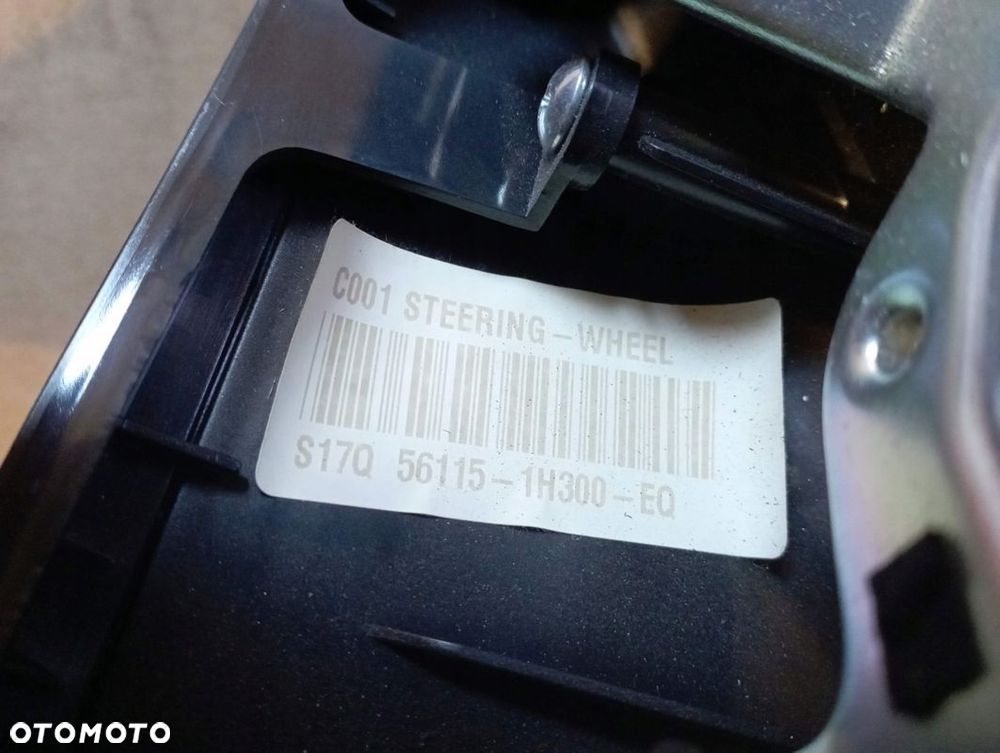 C001 STEERING-WHEEL
S17Q 56115-1H300-EQ
OTOMOTO